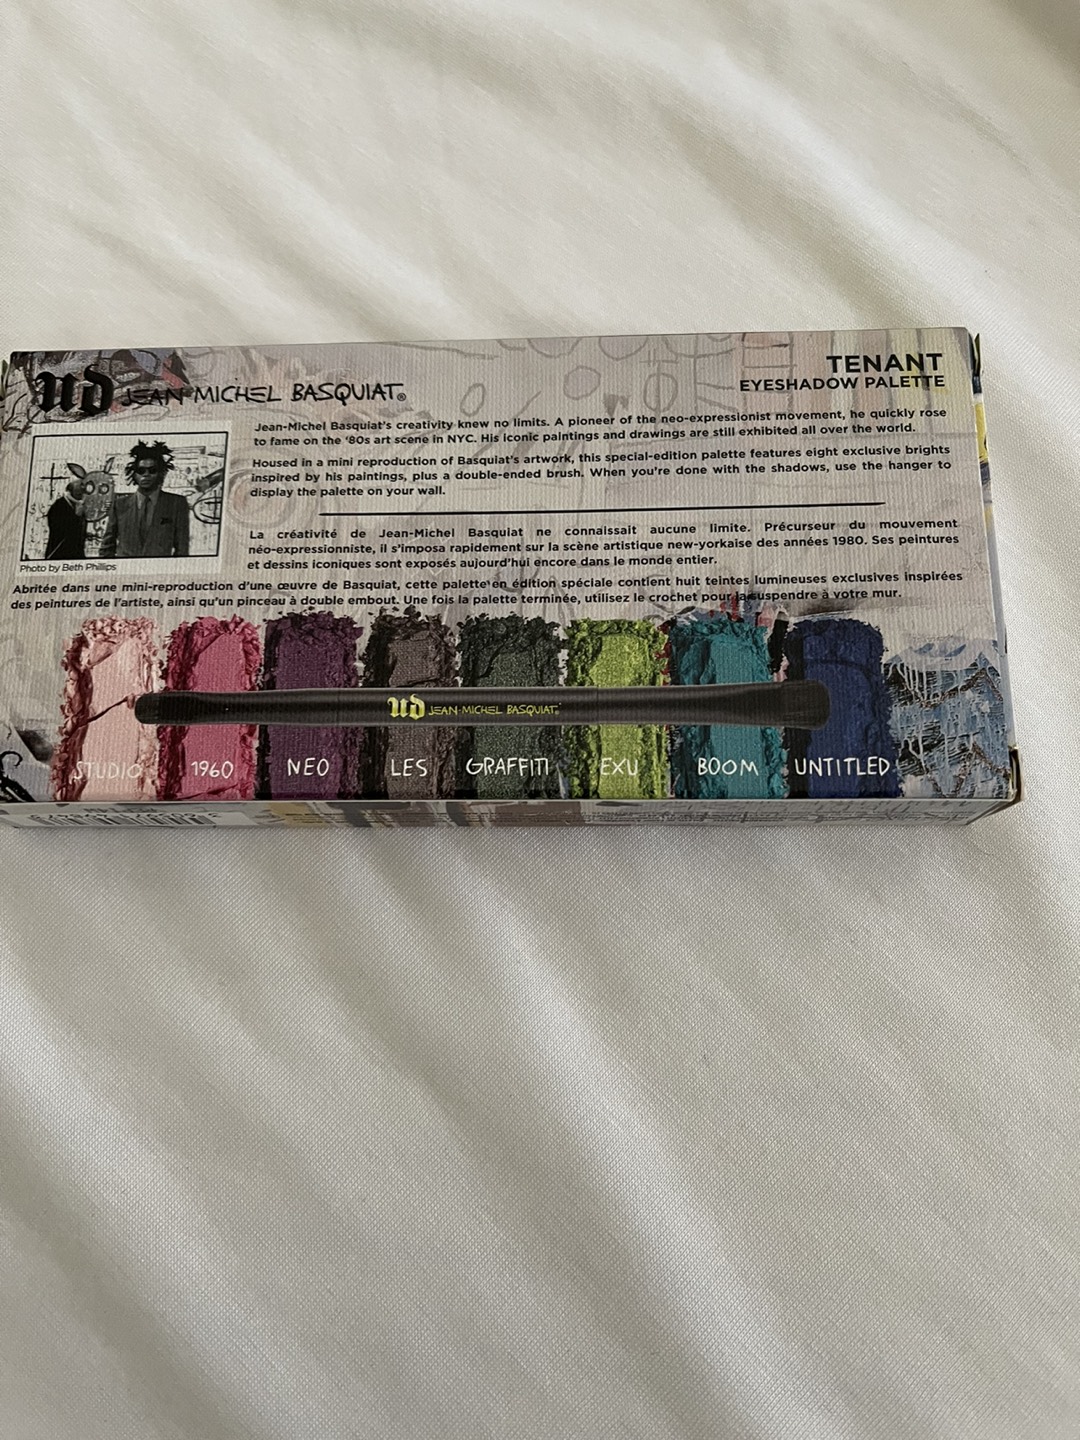 ud JEAN-MICHEL BASQUIAT®
TENANT
EYESHADOW PALETTE
Jean-Michel Basquiat's creativity knew no limits. A pioneer of the neo-expressionist movement, he quickly rose
to fame on the '80s art scene in NYC. His iconic paintings and drawings are still exhibited all over the world.
Housed in a mini reproduction of Basquiat's artwork, this special-edition palette features eight exclusive brights
inspired by his paintings, plus a double-ended brush. When you're done with the shadows, use the hanger to
display the palette on your wall.
La créativité de Jean-Michel Basquiat ne connaissait aucune limite. Précurseur du mouvement
néo-expressionniste, il s'imposa rapidement sur la scène artistique new-yorkaise des années 1980. Ses peintures
et dessins iconiques sont exposés aujourd'hui encore dans le monde entier.
Photo by Beth Phillips
Abritée dans une mini-reproduction d'une œuvre de Basquiat, cette palette en édition spéciale contient huit teintes lumineuses exclusives inspirées
des peintures de l'artiste, ainsi qu'un pinceau à double embout. Une fois la palette terminée, utilisez le crochet pour la suspendre à votre mur.
ud JEAN-MICHEL BASQUIAT
STUDIO 1960 NEO LES GRAFFITI EXU BOOM UNTITLED